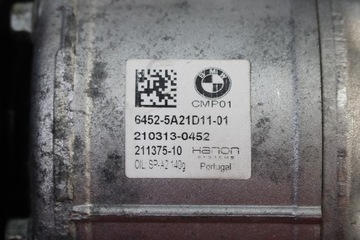 BMW
CMP01
6452-5A21D11-01
210313-0452
211375-10 Hanon
SYSTEMS
OIL: SP-A2 140g Portugal